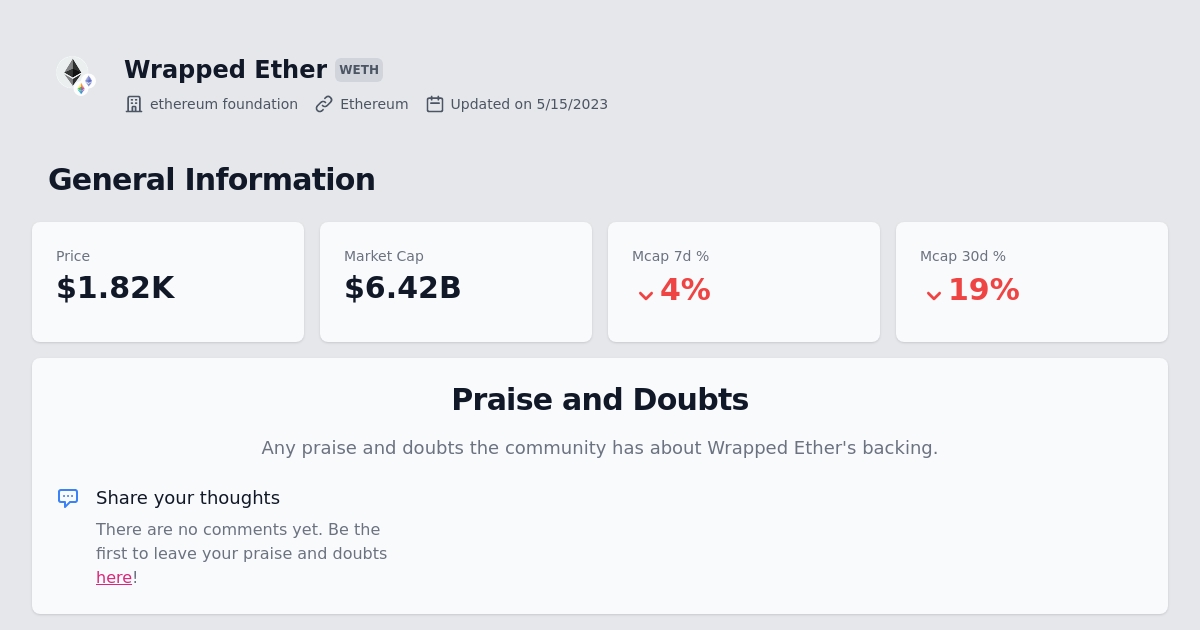 Wrapped Ether WETH
ethereum foundation Ethereum Updated on 5/15/2023
General Information
Price
$1.82K
Market Cap
$6.42B
Mcap 7d %
4%
Mcap 30d %
19%
Praise and Doubts
Any praise and doubts the community has about Wrapped Ether's backing.
Share your thoughts
There are no comments yet. Be the
first to leave your praise and doubts
here!